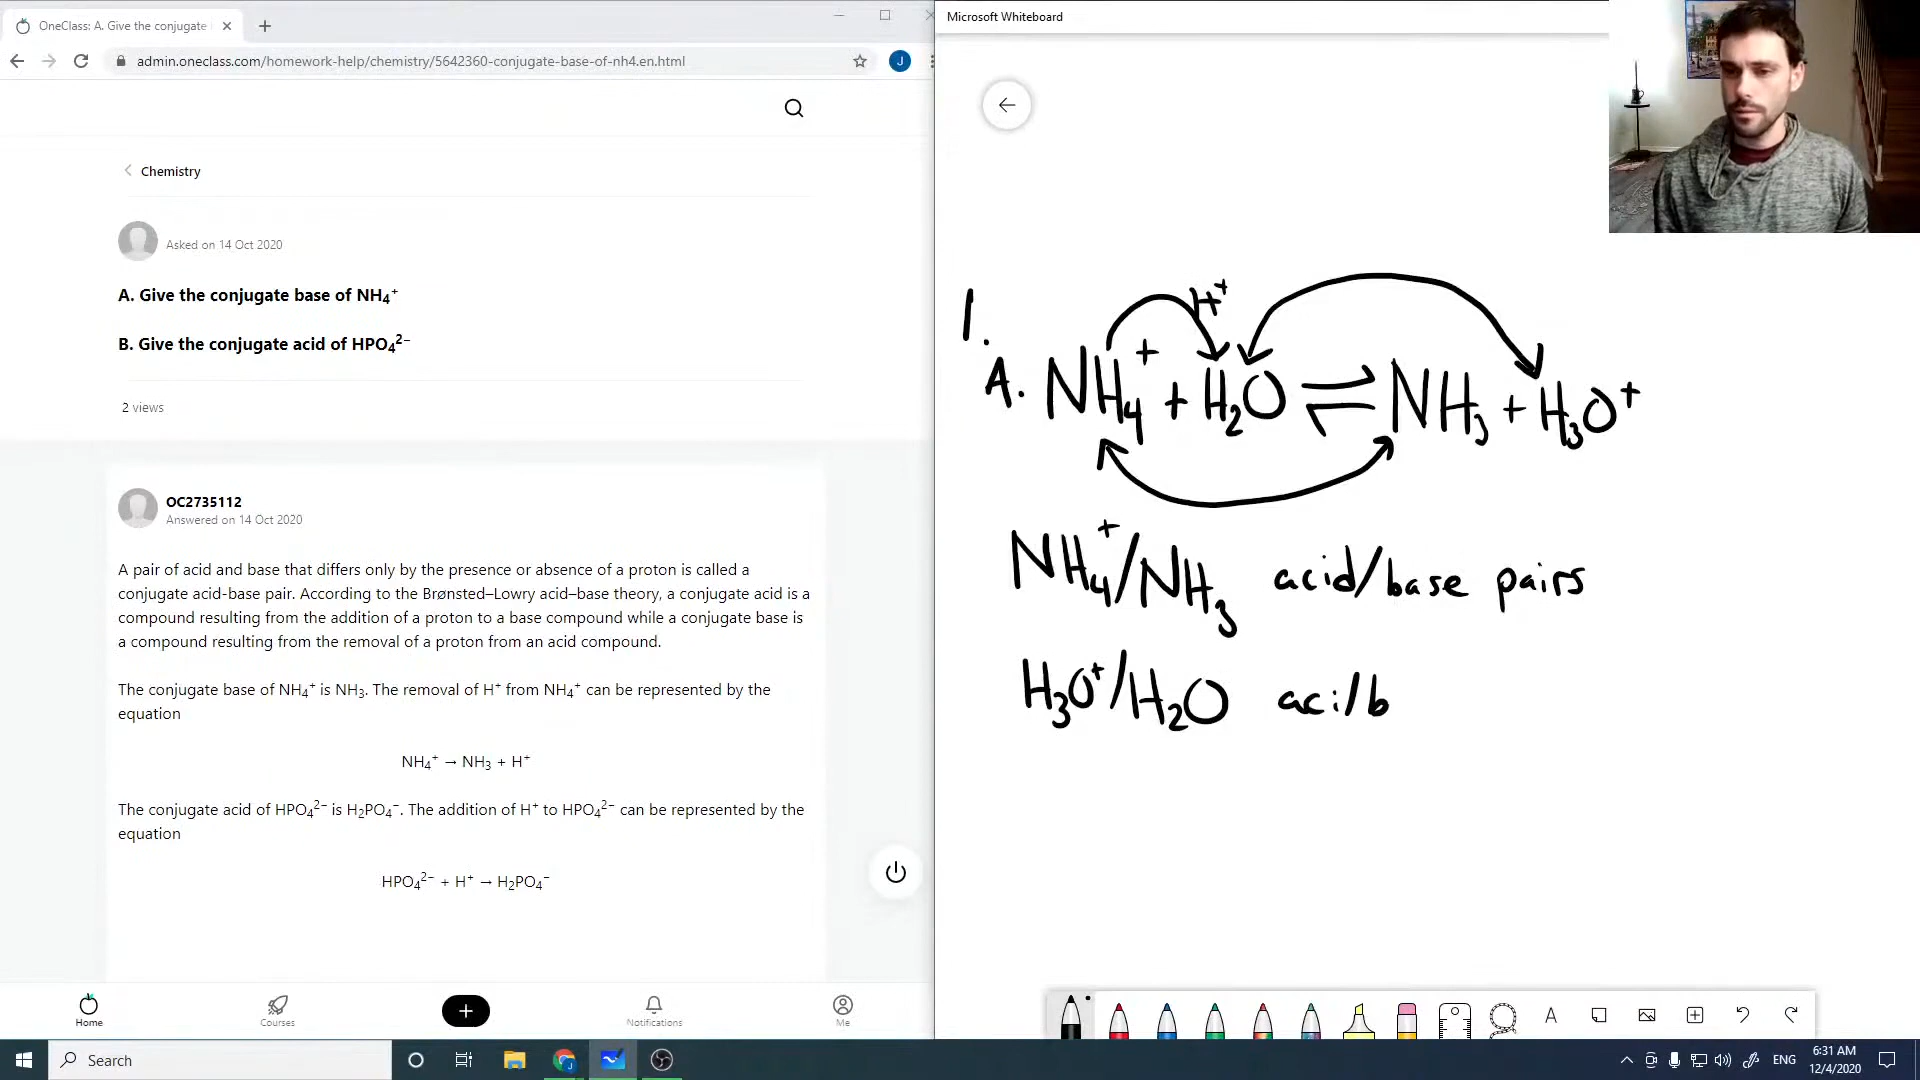 OneClass: A. Give the conjugate
admin.oneclass.com/homework-help/chemistry/5642360-conjugate-base-of-nh4.en.html
J
Chemistry
Asked on 14 Oct 2020
A. Give the conjugate base of NH₄⁺
B. Give the conjugate acid of HPO₄²⁻
2 views
OC2735112
Answered on 14 Oct 2020
A pair of acid and base that differs only by the presence or absence of a proton is called a
conjugate acid-base pair. According to the Brønsted–Lowry acid–base theory, a conjugate acid is a
compound resulting from the addition of a proton to a base compound while a conjugate base is
a compound resulting from the removal of a proton from an acid compound.
The conjugate base of NH₄⁺ is NH₃. The removal of H⁺ from NH₄⁺ can be represented by the
equation
NH₄⁺ → NH₃ + H⁺
The conjugate acid of HPO₄²⁻ is H₂PO₄⁻. The addition of H⁺ to HPO₄²⁻ can be represented by the
equation
HPO₄²⁻ + H⁺ → H₂PO₄⁻
Home
Courses
Notifications
Me
Microsoft Whiteboard
1.
H⁺
A. NH₄⁺ + H₂O ⇌ NH₃ + H₃O⁺
NH₄⁺/NH₃ acid/base pairs
H₃O⁺/H₂O aci/b
A
Search
ENG
6:31 AM
12/4/2020